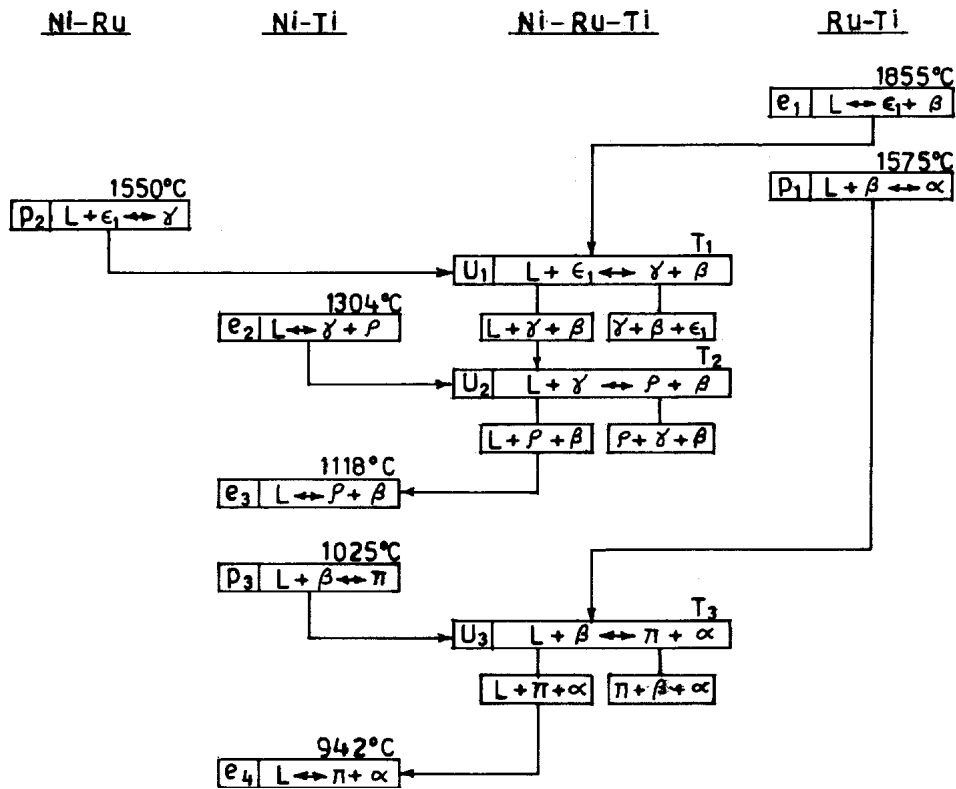 Ni-Ru Ni-Ti Ni-Ru-Ti Ru-Ti
1855°C
e₁ L ↔ ϵ₁ + β
1575°C
p₁ L + β ↔ α
1550°C
p₂ L + ϵ₁ ↔ γ
T₁
U₁ L + ϵ₁ ↔ γ + β
1304°C
e₂ L ↔ γ + ρ
L + γ + β γ + β + ϵ₁
T₂
U₂ L + γ ↔ ρ + β
L + ρ + β ρ + γ + β
1118°C
e₃ L ↔ ρ + β
1025°C
p₃ L + β ↔ π
T₃
U₃ L + β ↔ π + α
L + π + α π + β + α
942°C
e₄ L ↔ π + α